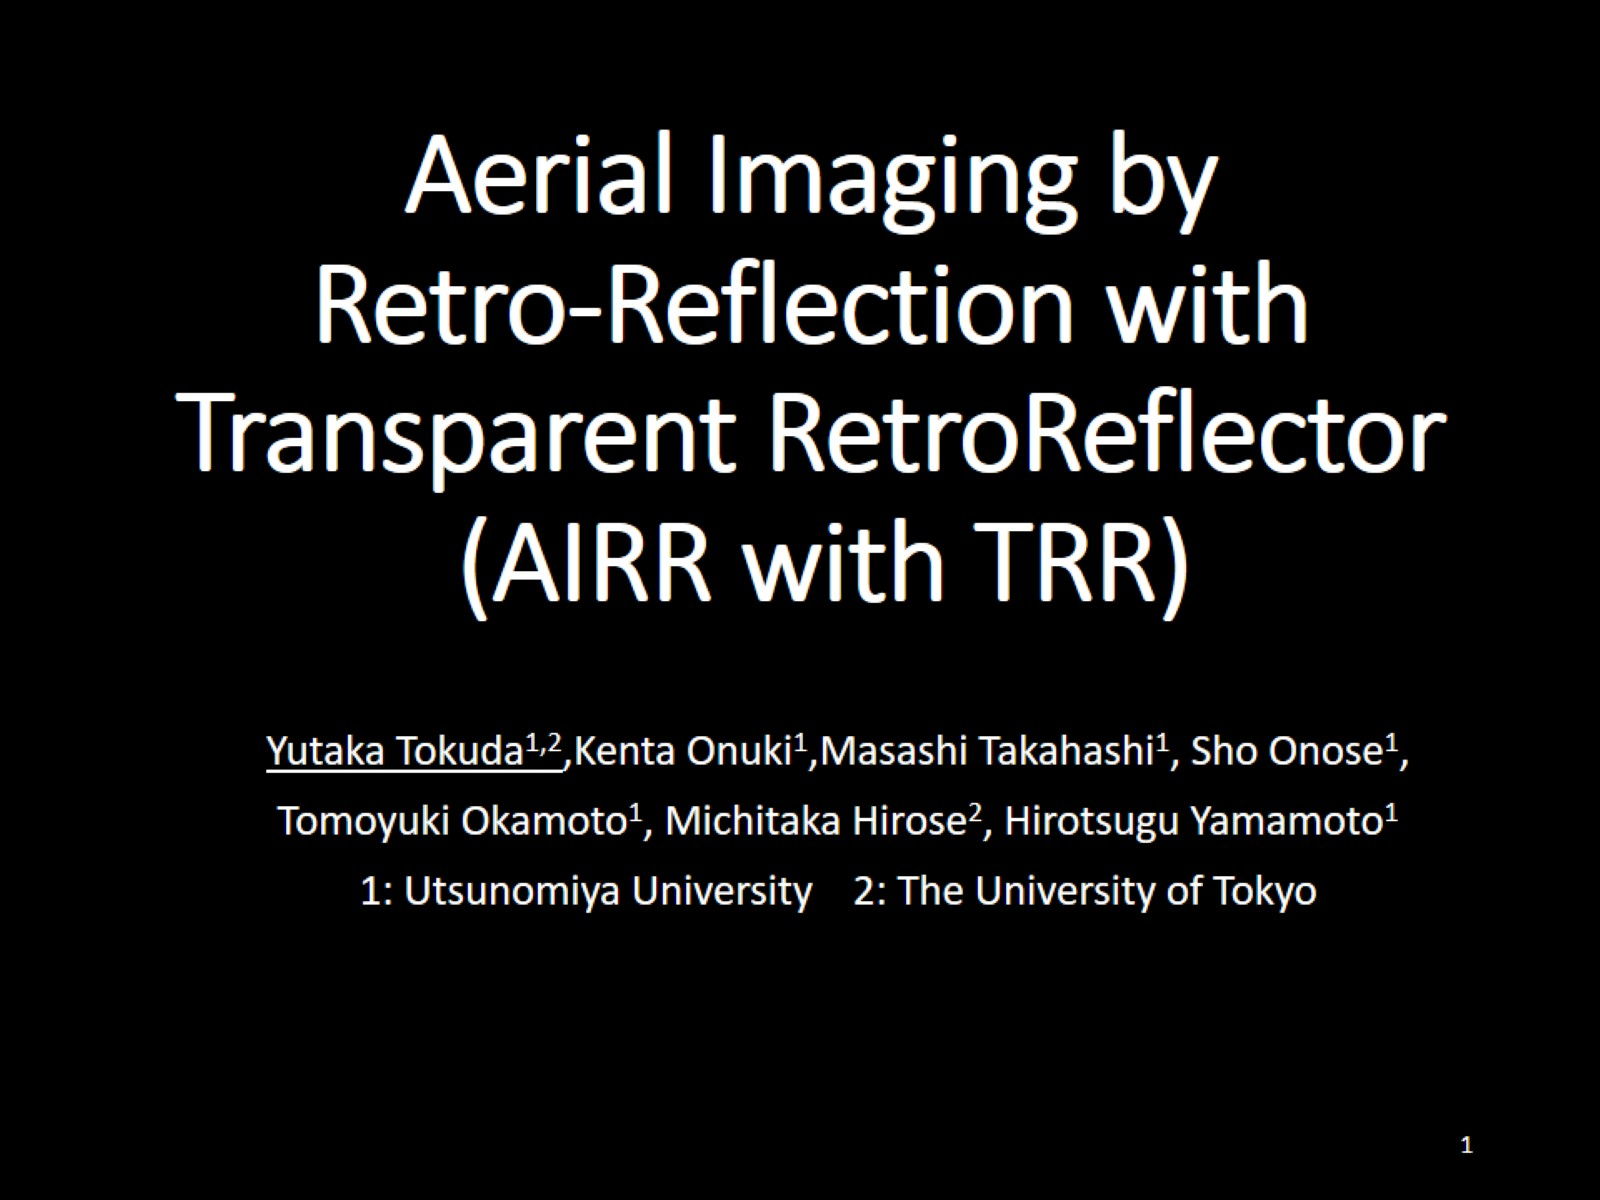 Aerial Imaging by
Retro-Reflection with
Transparent RetroReflector
(AIRR with TRR)
Yutaka Tokuda1,2,Kenta Onuki1,Masashi Takahashi1, Sho Onose1,
Tomoyuki Okamoto1, Michitaka Hirose2, Hirotsugu Yamamoto1
1: Utsunomiya University 2: The University of Tokyo
1